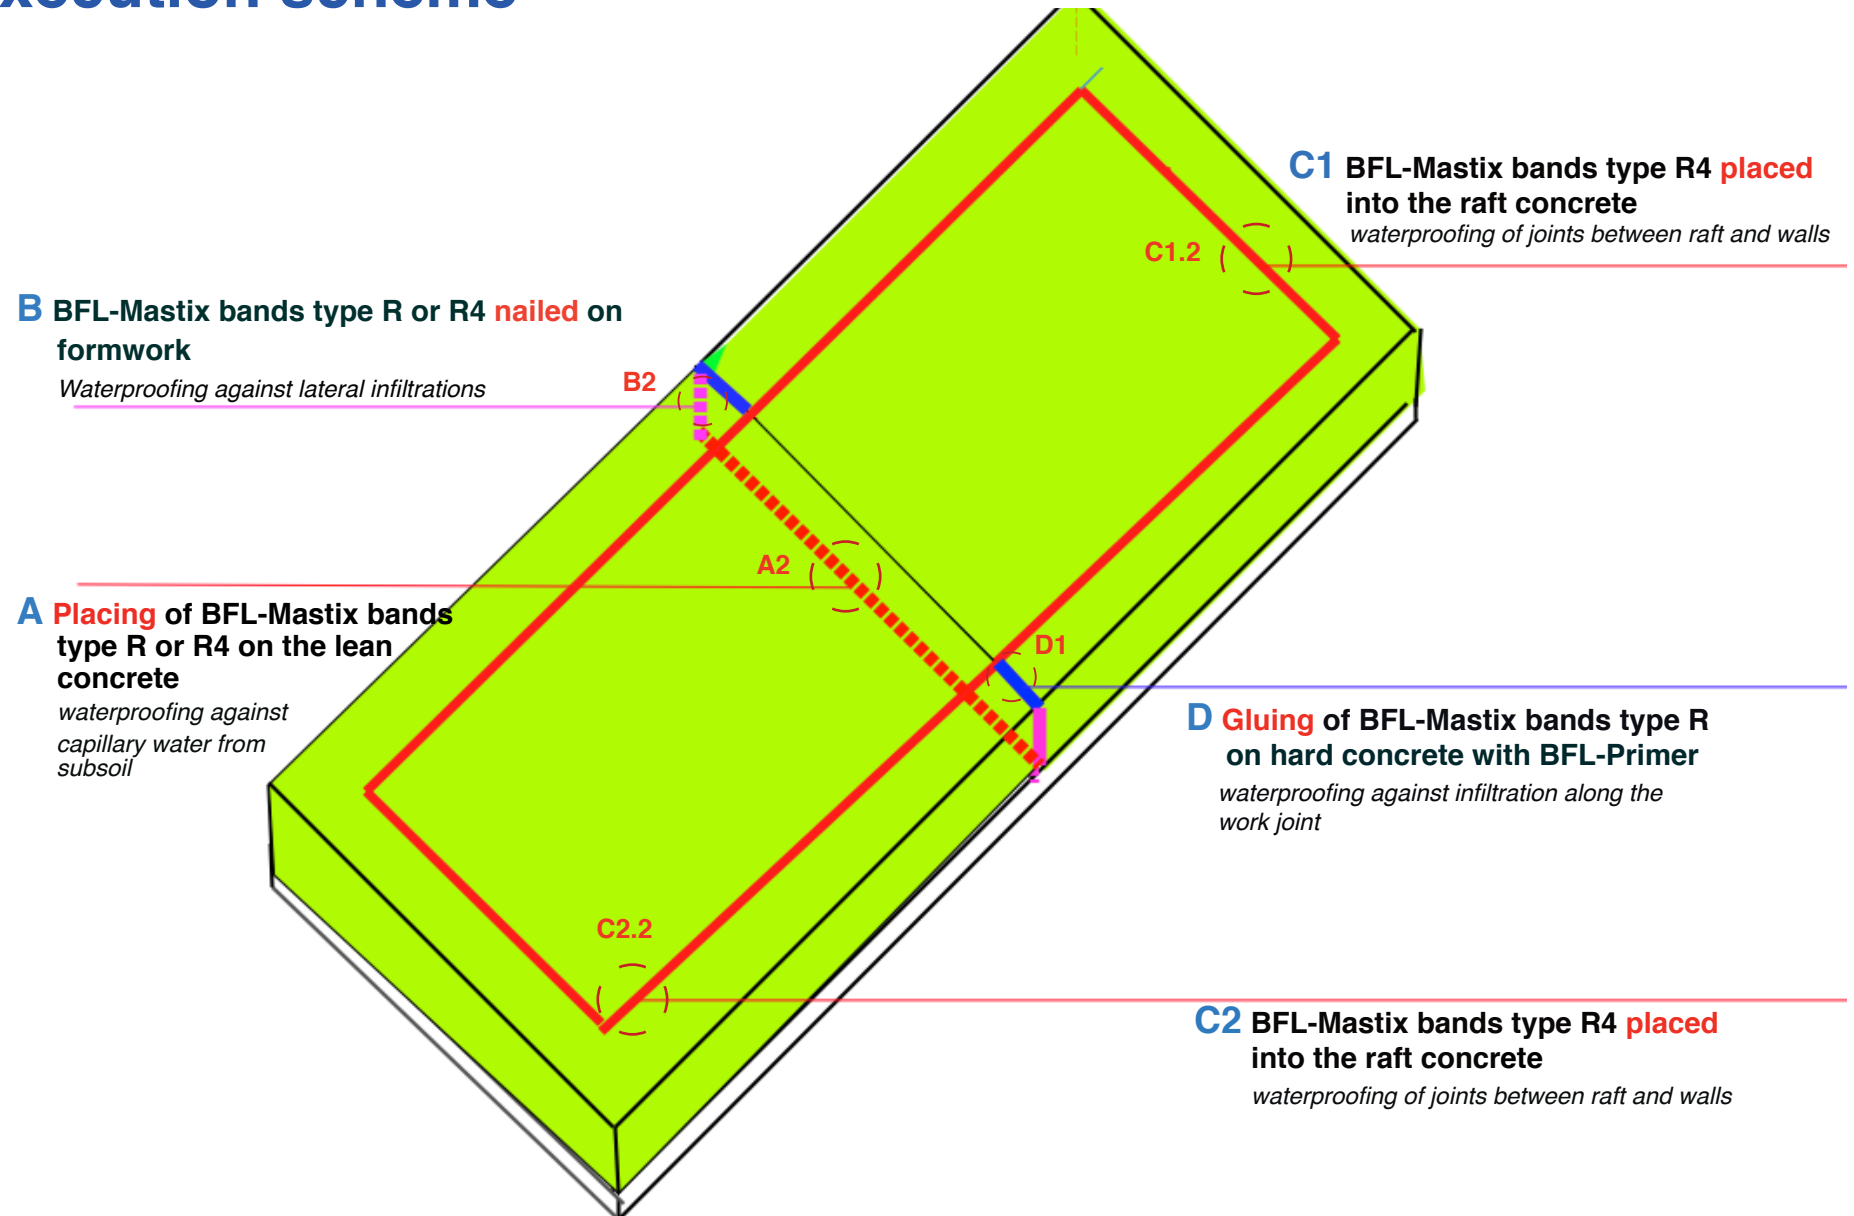 C1 BFL-Mastix bands type R4 placed
into the raft concrete
waterproofing of joints between raft and walls
C1.2
B BFL-Mastix bands type R or R4 nailed on
formwork
Waterproofing against lateral infiltrations
B2
A2
A Placing of BFL-Mastix bands
type R or R4 on the lean
concrete
waterproofing against
capillary water from
subsoil
D1
D Gluing of BFL-Mastix bands type R
on hard concrete with BFL-Primer
waterproofing against infiltration along the
work joint
C2.2
C2 BFL-Mastix bands type R4 placed
into the raft concrete
waterproofing of joints between raft and walls